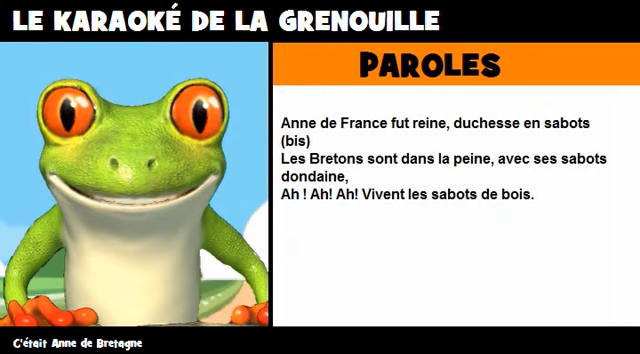 LE KARAOKÉ DE LA GRENOUILLE
PAROLES
Anne de France fut reine, duchesse en sabots
(bis)
Les Bretons sont dans la peine, avec ses sabots
dondaine,
Ah ! Ah! Ah! Vivent les sabots de bois.
C'était Anne de Bretagne